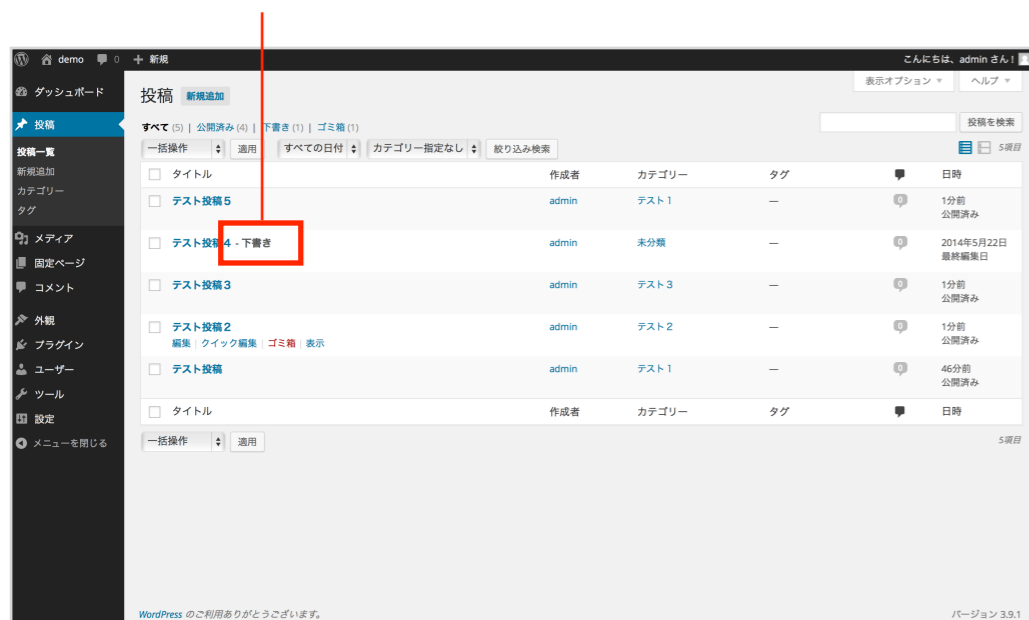 demo 0 新規 こんにちは、admin さん !
表示オプション ヘルプ
ダッシュボード
投稿 新規追加
投稿
すべて (5) | 公開済み (4) | 下書き (1) | ゴミ箱 (1) 投稿を検索
投稿一覧
一括操作 適用 すべての日付 カテゴリー指定なし 絞り込み検索 5項目
新規追加
カテゴリー
タグ
メディア
固定ページ
コメント
外観
プラグイン
ユーザー
ツール
設定
メニューを閉じる
タイトル 作成者 カテゴリー タグ 日時
テスト投稿5 admin テスト1 — 0 1分前
公開済み
テスト投稿4 - 下書き admin 未分類 — 0 2014年5月22日
最終編集日
テスト投稿3 admin テスト3 — 0 1分前
公開済み
テスト投稿2 admin テスト2 — 0 1分前
編集 | クイック編集 | ゴミ箱 | 表示 公開済み
テスト投稿 admin テスト1 — 0 46分前
公開済み
タイトル 作成者 カテゴリー タグ 日時
一括操作 適用 5項目
WordPress のご利用ありがとうございます。 バージョン 3.9.1